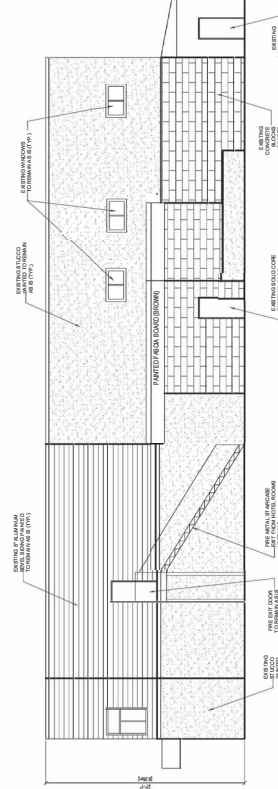 EXISTING 8" ALUMINUM
BEVEL SIDING PAINTED
TO REMAIN AS IS (TYP.)
EXISTING STUCCO
PAINTED TO REMAIN
AS IS (TYP.)
EXISTING WINDOWS
TO REMAIN AS IS (TYP.)
PAINTED FASCIA BOARD (BROWN)
EXISTING
STUCCO
FIRE EXIT DOOR
TO REMAIN AS IS
FIRE METAL STAIRCASE
EXIT FROM HOTEL ROOMS
EXISTING SOLID CORE
EXISTING
CONCRETE
BLOCKS
EXISTING